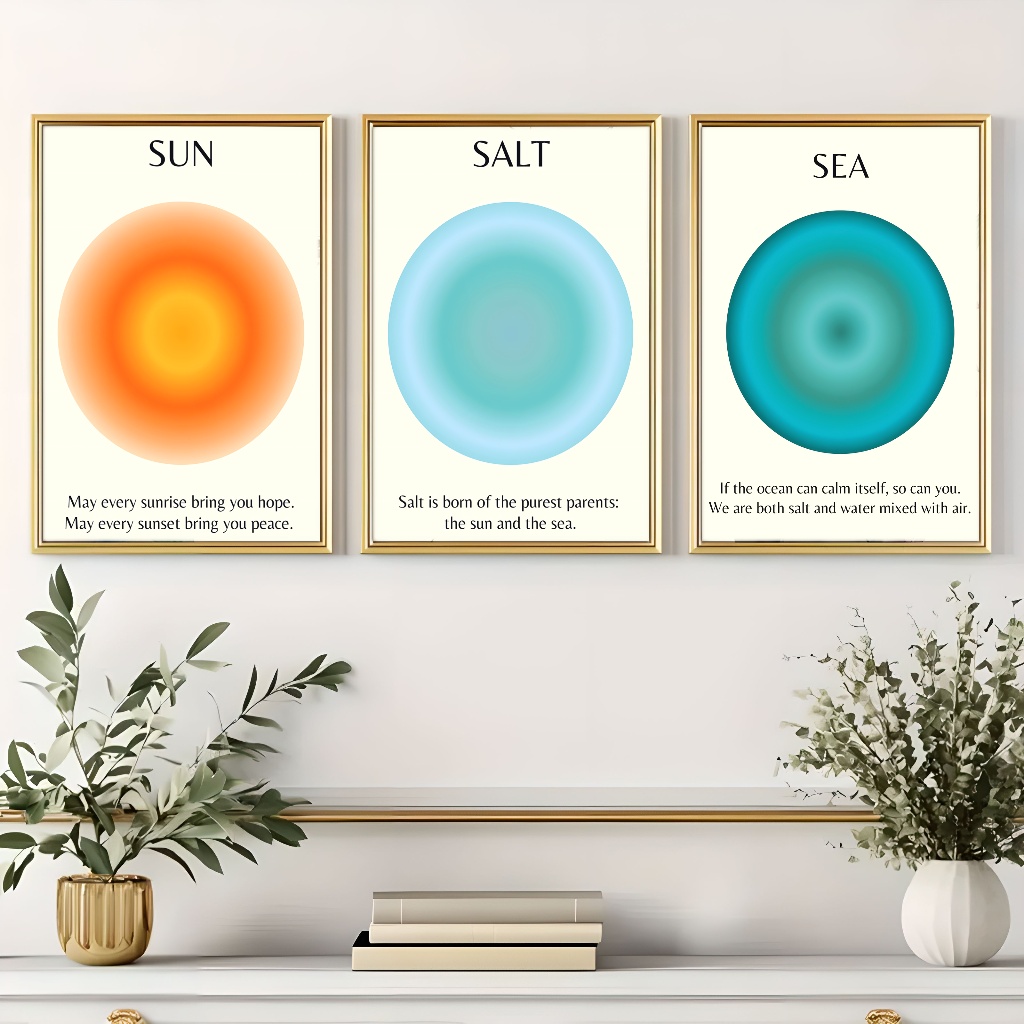 SUN
May every sunrise bring you hope.
May every sunset bring you peace.
SALT
Salt is born of the purest parents:
the sun and the sea.
SEA
If the ocean can calm itself, so can you.
We are both salt and water mixed with air.